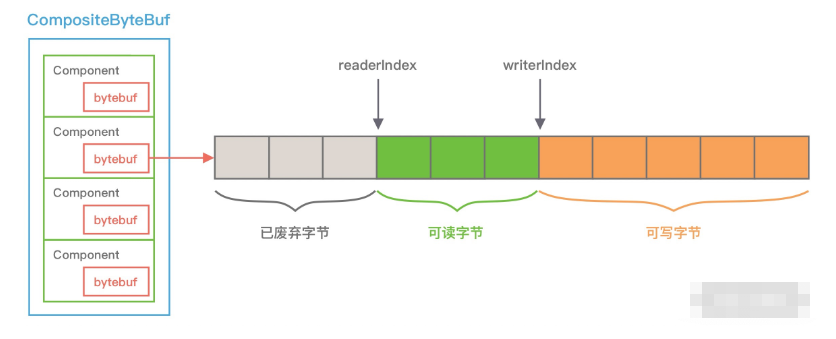 CompositeByteBuf
Component
bytebuf
Component
bytebuf
Component
bytebuf
Component
bytebuf
readerIndex
writerIndex
已废弃字节
可读字节
可写字节